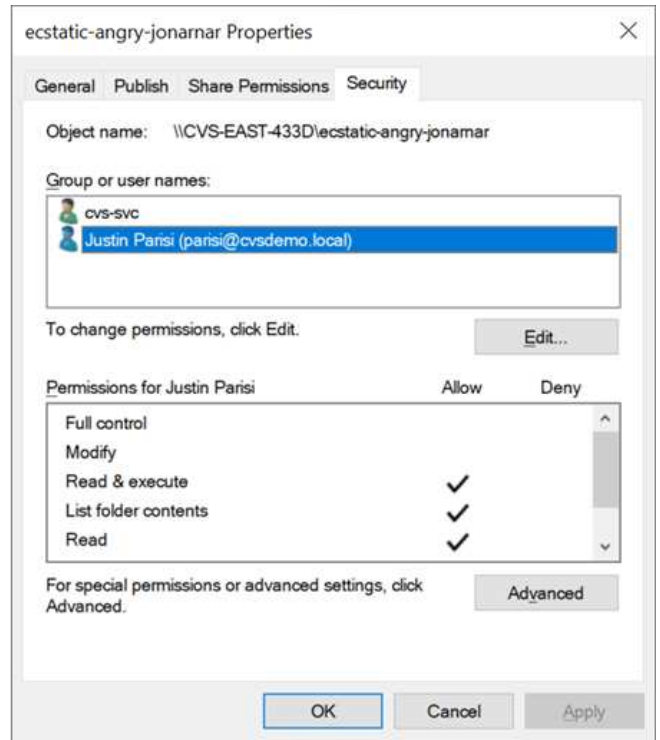 ecstatic-angry-jonarnar Properties
General Publish Share Permissions Security
Object name: \\CVS-EAST-433D\ecstatic-angry-jonarnar
Group or user names:
cvs-svc
Justin Parisi (parisi@cvsdemo.local)
To change permissions, click Edit.
Edit...
Permissions for Justin Parisi Allow Deny
Full control
Modify
Read & execute
List folder contents
Read
For special permissions or advanced settings, click
Advanced.
Advanced
OK Cancel Apply